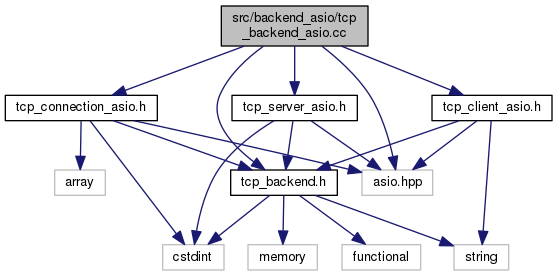 src/backend_asio/tcp
_backend_asio.cc
tcp_connection_asio.h
tcp_server_asio.h
tcp_client_asio.h
array
tcp_backend.h
asio.hpp
cstdint
memory
functional
string